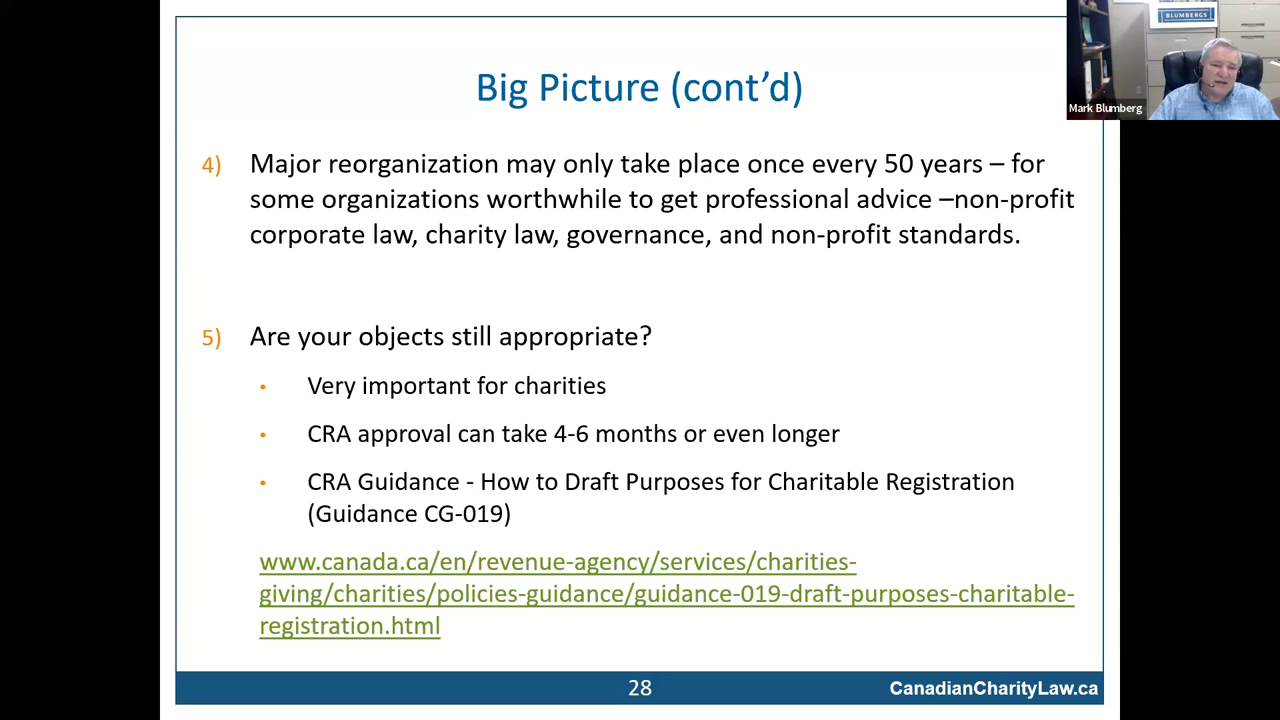 BLUMBERGS
Mark Blumberg
Big Picture (cont’d)
4) Major reorganization may only take place once every 50 years – for
some organizations worthwhile to get professional advice –non-profit
corporate law, charity law, governance, and non-profit standards.
5) Are your objects still appropriate?
• Very important for charities
• CRA approval can take 4-6 months or even longer
• CRA Guidance - How to Draft Purposes for Charitable Registration
(Guidance CG-019)
www.canada.ca/en/revenue-agency/services/charities-
giving/charities/policies-guidance/guidance-019-draft-purposes-charitable-
registration.html
28
CanadianCharityLaw.ca